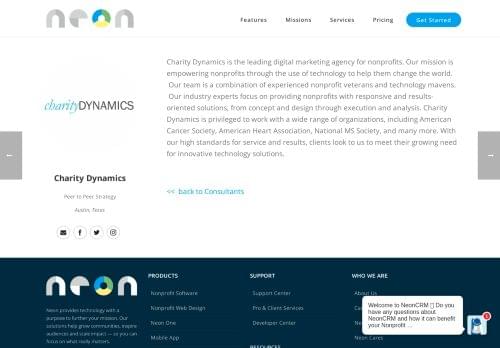 neon
Features
Missions
Services
Pricing
Get Started
charityDYNAMICS
Charity Dynamics is the leading digital marketing agency for nonprofits. Our mission is
empowering nonprofits through the use of technology to help them change the world.
Our team is a combination of experienced nonprofit veterans and technology mavens.
Our industry experts focus on providing nonprofits with responsive and results-
oriented solutions, from concept and design through execution and analysis. Charity
Dynamics is privileged to work with a wide range of organizations, including American
Cancer Society, American Heart Association, National MS Society, and many more. With
our high standards for service and results, clients look to us to meet their growing need
for innovative technology solutions.
← →
Charity Dynamics
Peer to Peer Strategy
Austin, Texas
<< back to Consultants
neon
Neon provides technology with a
purpose to further your mission. Our
solutions help grow communities, inspire
audiences and scale impact — so you can
focus on what really matters.
PRODUCTS
Nonprofit Software
Nonprofit Web Design
Neon One
Mobile App
SUPPORT
Support Center
Pro & Client Services
Developer Center
RESOURCES
WHO WE ARE
About Us
Neon Cares
Welcome to NeonCRM Do you
have any questions about
NeonCRM and how it can benefit
your Nonprofit ...
1